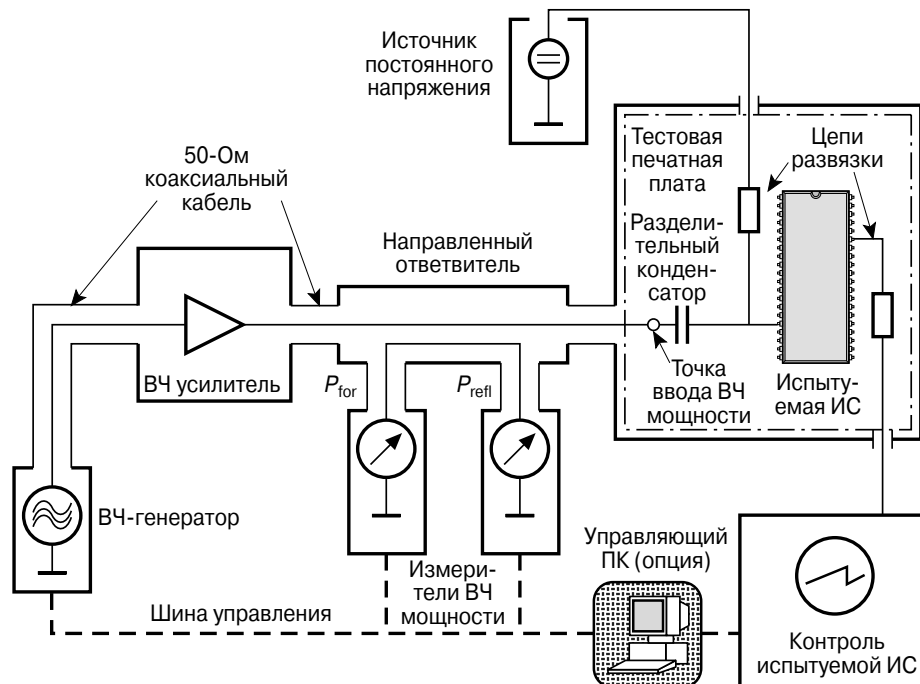 Источник
постоянного
напряжения
50-Ом
коаксиальный
кабель
Направленный
ответвитель
Тестовая
печатная
плата
Цепи
развязки
Раздели-
тельный
конден-
сатор
ВЧ усилитель
P for
P refl
Точка
ввода ВЧ
мощности
Испыту-
емая ИС
ВЧ-генератор
Измери-
тели ВЧ
мощности
Управляющий
ПК (опция)
Шина управления
Контроль
испытуемой ИС